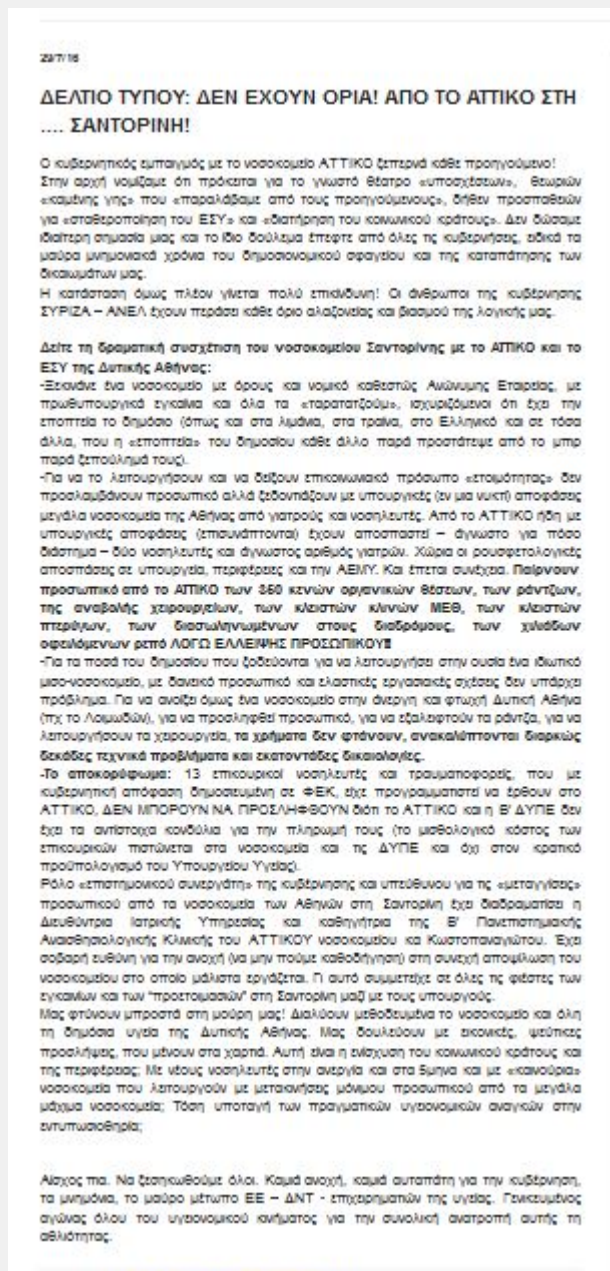 29/7/16
ΔΕΛΤΙΟ ΤΥΠΟΥ: ΔΕΝ ΕΧΟΥΝ ΟΡΙΑ! ΑΠΟ ΤΟ ΑΤΤΙΚΟ ΣΤΗ
.... ΣΑΝΤΟΡΙΝΗ!
Ο κυβερνητικός εμπαιγμός με το νοσοκομείο ΑΤΤΙΚΟ ξεπερνά κάθε προηγούμενο!
Στην αρχή νομίζαμε ότι πρόκειται για το γνωστό θέατρο «υποσχέσεων», θεωριών
«καμένης γης» που «παραλάβαμε από τους προηγούμενους», δήθεν προσπαθειών
για «σταθεροποίηση του ΕΣΥ» και «διατήρηση του κοινωνικού κράτους». Δεν δώσαμε
ιδιαίτερη σημασία μιας και το ίδιο δούλεμα έπεφτε από όλες τις κυβερνήσεις, ειδικά τα
μαύρα μνημονιακά χρόνια του δημοσιονομικού σφαγείου και της καταπάτησης των
δικαιωμάτων μας.
Η κατάσταση όμως πλέον γίνεται πολύ επικίνδυνη! Οι άνθρωποι της κυβέρνησης
ΣΥΡΙΖΑ – ΑΝΕΛ έχουν περάσει κάθε όριο αλαζονείας και βιασμού της λογικής μας.
Δείτε τη δραματική συσχέτιση του νοσοκομείου Σαντορίνης με το ΑΤΤΙΚΟ και το
ΕΣΥ της Δυτικής Αθήνας:
-Ξεκινάνε ένα νοσοκομείο με όρους και νομικό καθεστώς Ανώνυμης Εταιρείας, με
πρωθυπουργικά εγκαίνια και όλα τα «ταρατατζούμ», ισχυριζόμενοι ότι έχει την
εποπτεία το δημόσιο (όπως και στα λιμάνια, στα τραίνα, στο Ελληνικό και σε τόσα
άλλα, που η «εποπτεία» του δημοσίου κάθε άλλο παρά προστάτεψε από το μπιρ
παρά ξεπούλημά τους).
-Για να το λειτουργήσουν και να δείξουν επικοινωνιακό πρόσωπο «ετοιμότητας» δεν
προσλαμβάνουν προσωπικό αλλά ξεδοντιάζουν με υπουργικές (εν μια νυκτί) αποφάσεις
μεγάλα νοσοκομεία της Αθήνας από γιατρούς και νοσηλευτές. Από το ΑΤΤΙΚΟ ήδη με
υπουργικές αποφάσεις (επισυνάπτονται) έχουν αποσπαστεί – άγνωστο για πόσο
διάστημα – δύο νοσηλευτές και άγνωστος αριθμός γιατρών. Χώρια οι ρουσφετολογικές
αποσπάσεις σε υπουργεία, περιφέρειες και την ΑΕΜΥ. Και έπεται συνέχεια. Παίρνουν
προσωπικό από το ΑΤΤΙΚΟ των 350 κενών οργανικών θέσεων, των ράντζων,
της αναβολής χειρουργείων, των κλειστών κλινών ΜΕΘ, των κλειστών
πτερύγων, των διασωληνωμένων στους διαδρόμους, των χιλιάδων
οφειλόμενων ρεπό ΛΟΓΩ ΕΛΛΕΙΨΗΣ ΠΡΟΣΩΠΙΚΟΥ!!
-Για τα ποσά του δημοσίου που ξοδεύονται για να λειτουργήσει στην ουσία ένα ιδιωτικό
μισο-νοσοκομείο, με δανεικό προσωπικό και ελαστικές εργασιακές σχέσεις δεν υπάρχει
πρόβλημα. Για να ανοίξει όμως ένα νοσοκομείο στην άνεργη και φτωχή Δυτική Αθήνα
(πχ το Λοιμωδών), για να προσληφθεί προσωπικό, για να εξαλειφτούν τα ράντζα, για να
λειτουργήσουν τα χειρουργεία, τα χρήματα δεν φτάνουν, ανακαλύπτονται διαρκώς
δεκάδες τεχνικά προβλήματα και εκατοντάδες δικαιολογίες.
-Το αποκορύφωμα: 13 επικουρικοί νοσηλευτές και τραυματιοφορείς, που με
κυβερνητική απόφαση δημοσιευμένη σε ΦΕΚ, είχε προγραμματιστεί να έρθουν στο
ΑΤΤΙΚΟ, ΔΕΝ ΜΠΟΡΟΥΝ ΝΑ ΠΡΟΣΛΗΦΘΟΥΝ διότι το ΑΤΤΙΚΟ και η Β' ΔΥΠΕ δεν
έχει τα αντίστοιχα κονδύλια για την πληρωμή τους (το μισθολογικό κόστος των
επικουρικών πιστώνεται στα νοσοκομεία και τις ΔΥΠΕ και όχι στον κρατικό
προϋπολογισμό του Υπουργείου Υγείας).
Ρόλο «επιστημονικού συνεργάτη» της κυβέρνησης και υπεύθυνου για τις «μεταγγίσεις»
προσωπικού από τα νοσοκομεία των Αθηνών στη Σαντορίνη έχει διαδραματίσει η
Διευθύντρια Ιατρικής Υπηρεσίας και καθηγήτρια της Β' Πανεπιστημιακής
Αναισθησιολογικής Κλινικής του ΑΤΤΙΚΟΥ νοσοκομείου κα Κωστοπαναγιώτου. Έχει
σοβαρή ευθύνη για την ανοχή (να μην πούμε καθοδήγηση) στη συνεχή αποψίλωση του
νοσοκομείου στο οποίο μάλιστα εργάζεται. Γι αυτό συμμετείχε σε όλες τις φιέστες των
εγκαινίων και των "προετοιμασιών" στη Σαντορίνη μαζί με τους υπουργούς.
Μας φτύνουν μπροστά στη μούρη μας! Διαλύουν μεθοδευμένα το νοσοκομείο και όλη
τη δημόσια υγεία της Δυτικής Αθήνας. Μας δουλεύουν με εικονικές, ψεύτικες
προσλήψεις, που μένουν στα χαρτιά. Αυτή είναι η ενίσχυση του κοινωνικού κράτους και
της περιφέρειας; Με νέους νοσηλευτές στην ανεργία και στα 5μηνα και με «καινούρια»
νοσοκομεία που λειτουργούν με μετακινήσεις μόνιμου προσωπικού από τα μεγάλα
μάχιμα νοσοκομεία; Τόση υποταγή των πραγματικών υγειονομικών αναγκών στην
εντυπωσιοθηρία;
Αίσχος πια. Να ξεσηκωθούμε όλοι. Καμιά ανοχή, καμιά αυταπάτη για την κυβέρνηση,
τα μνημόνια, το μαύρο μέτωπο ΕΕ – ΔΝΤ - επιχειρηματιών της υγείας. Γενικευμένος
αγώνας όλου του υγειονομικού κινήματος για την συνολική ανατροπή αυτής τη
αθλιότητας.